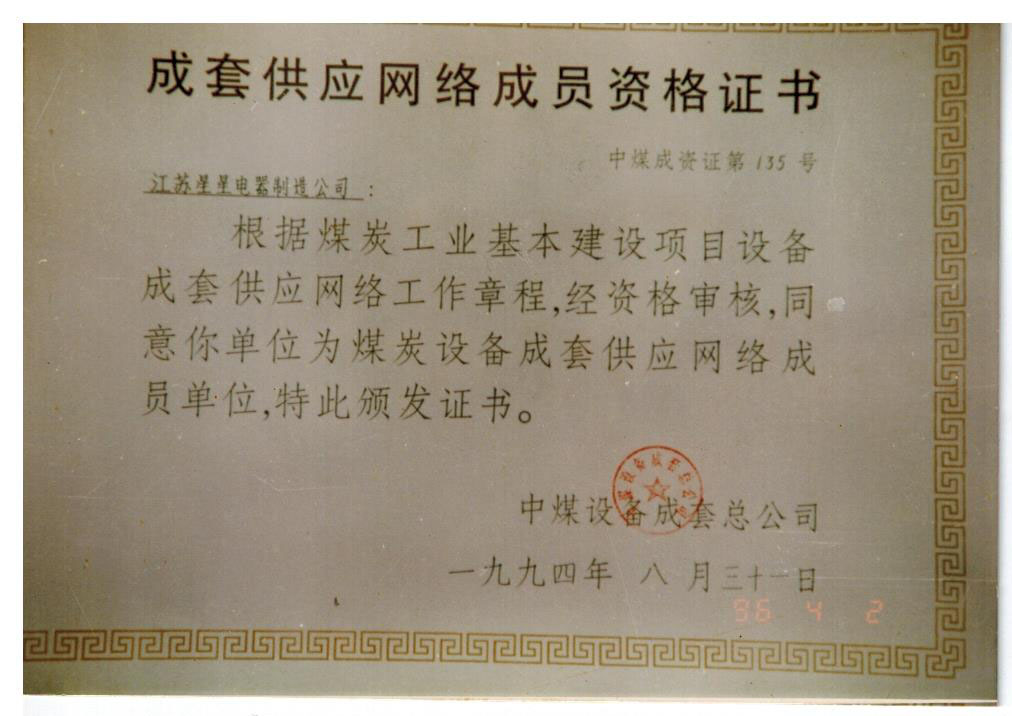 成套供应网络成员资格证书
中煤成资证第135号
江苏星星电器制造公司:
根据煤炭工业基本建设项目设备
成套供应网络工作章程,经资格审核,同
意你单位为煤炭设备成套供应网络成
员单位,特此颁发证书。
中煤设备成套总公司
一九九四年 八 月三十一日
96 4 2